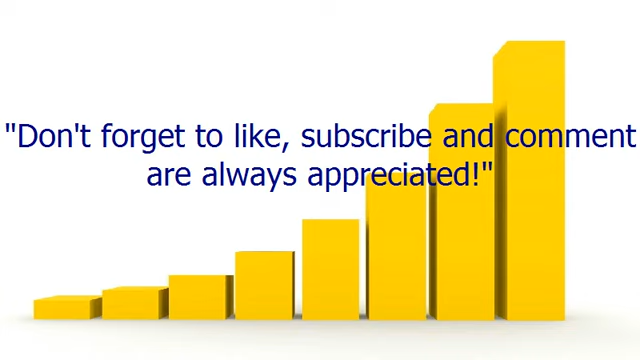 "Don't forget to like, subscribe and comment
are always appreciated!"